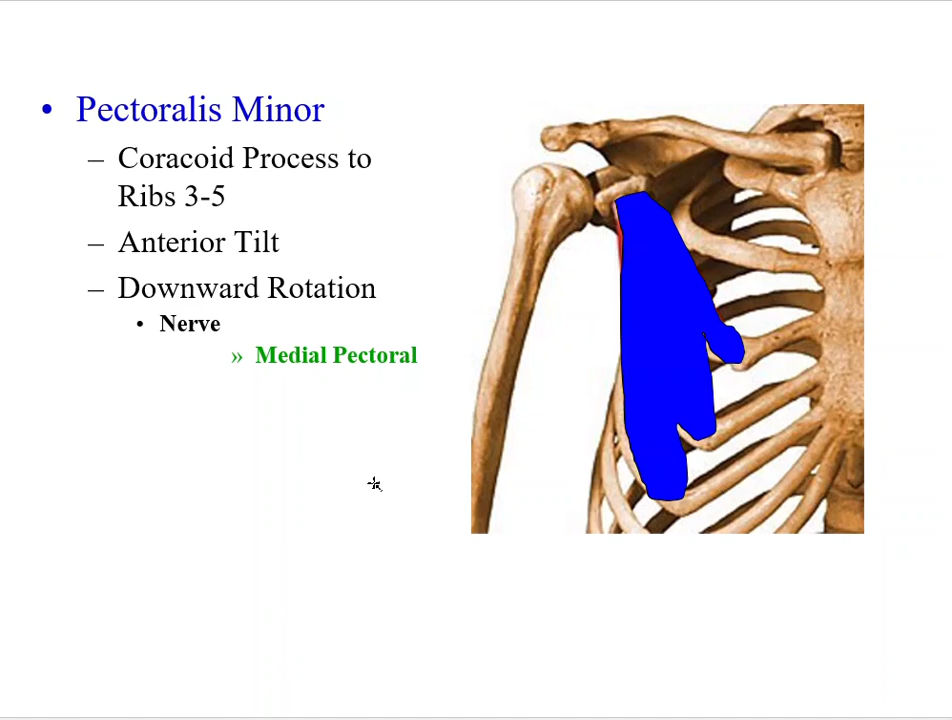 • Pectoralis Minor
– Coracoid Process to
Ribs 3-5
– Anterior Tilt
– Downward Rotation
• Nerve
» Medial Pectoral